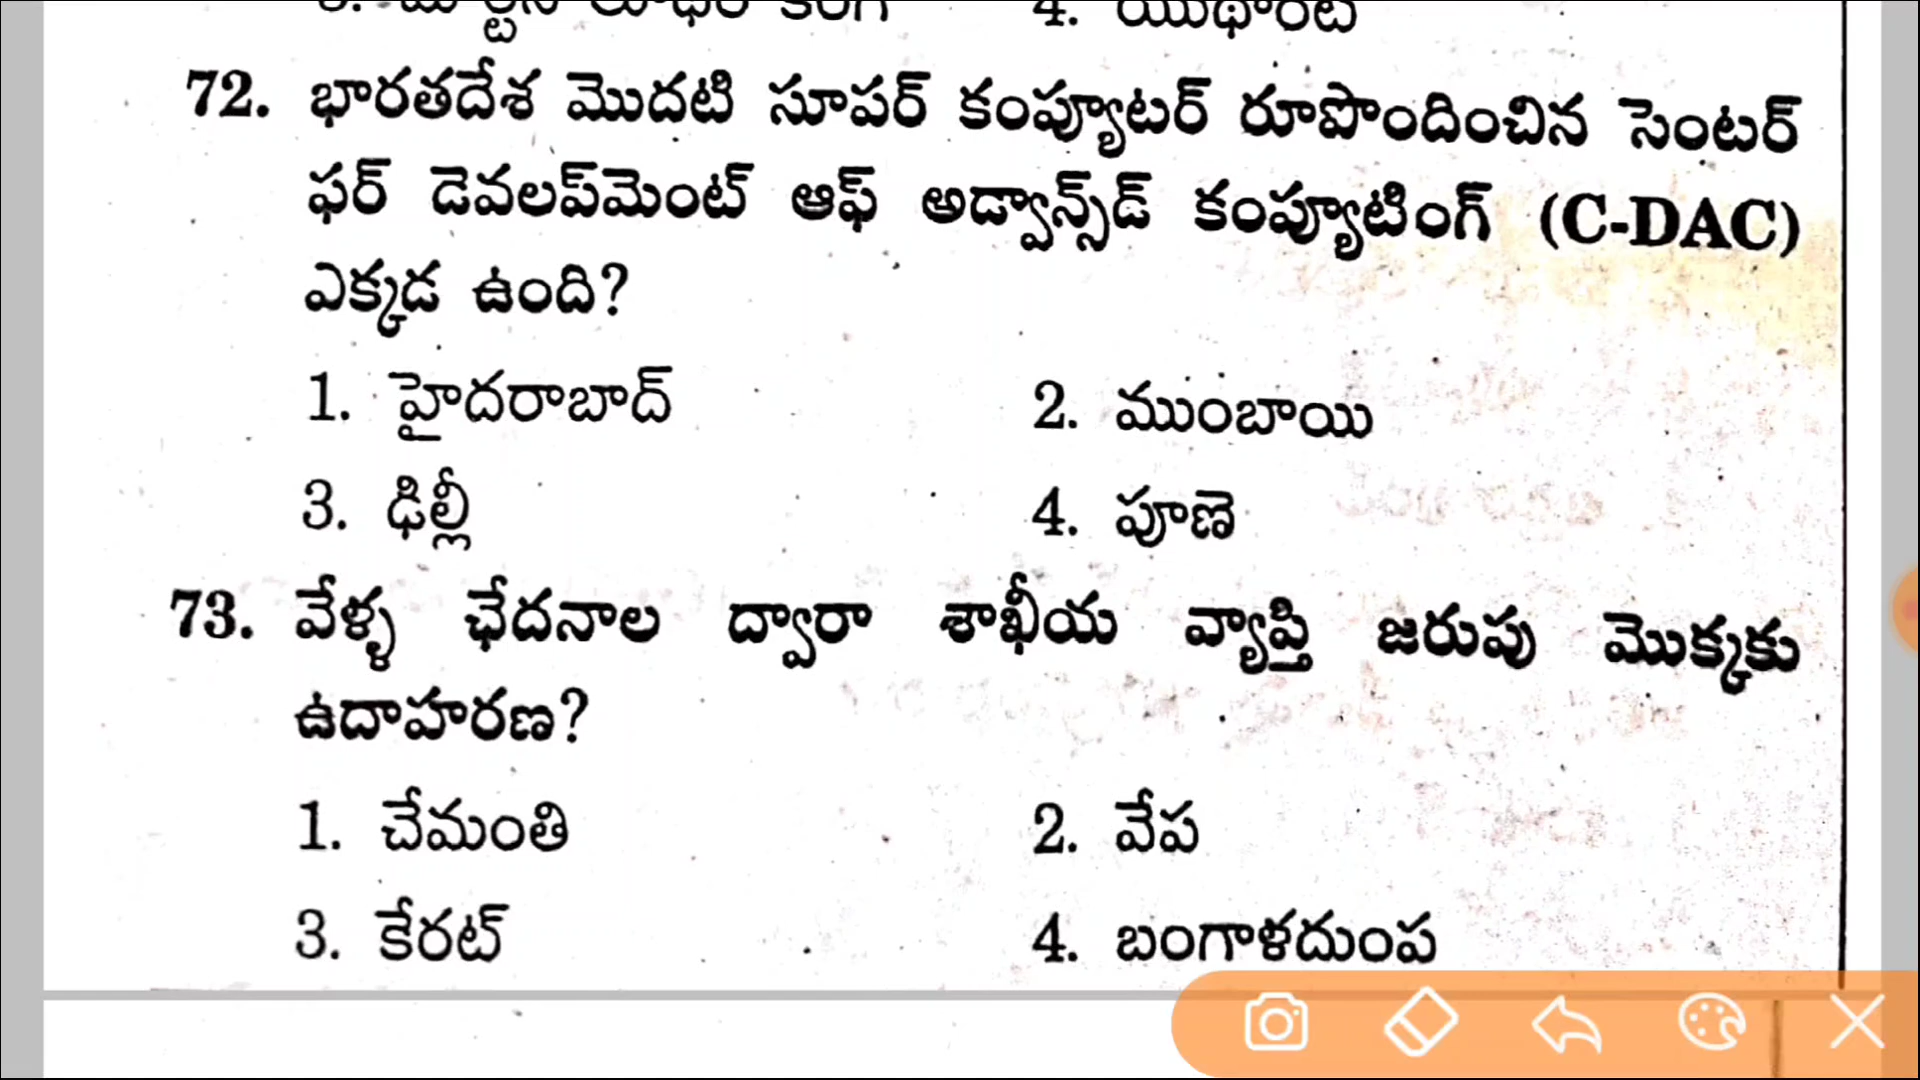 4. యుథాంట
72. భారతదేశ మొదటి సూపర్ కంప్యూటర్ రూపొందించిన సెంటర్
ఫర్ డెవలప్‌మెంట్ ఆఫ్ అడ్వాన్స్‌డ్ కంప్యూటింగ్ (C-DAC)
ఎక్కడ ఉంది?
1. హైదరాబాద్ 2. ముంబాయి
3. ఢిల్లీ 4. పూణె
73. వేళ్ళ ఛేదనాల ద్వారా శాఖీయ వ్యాప్తి జరుపు మొక్కకు
ఉదాహరణ?
1. చేమంతి 2. వేప
3. కేరట్ 4. బంగాళదుంప